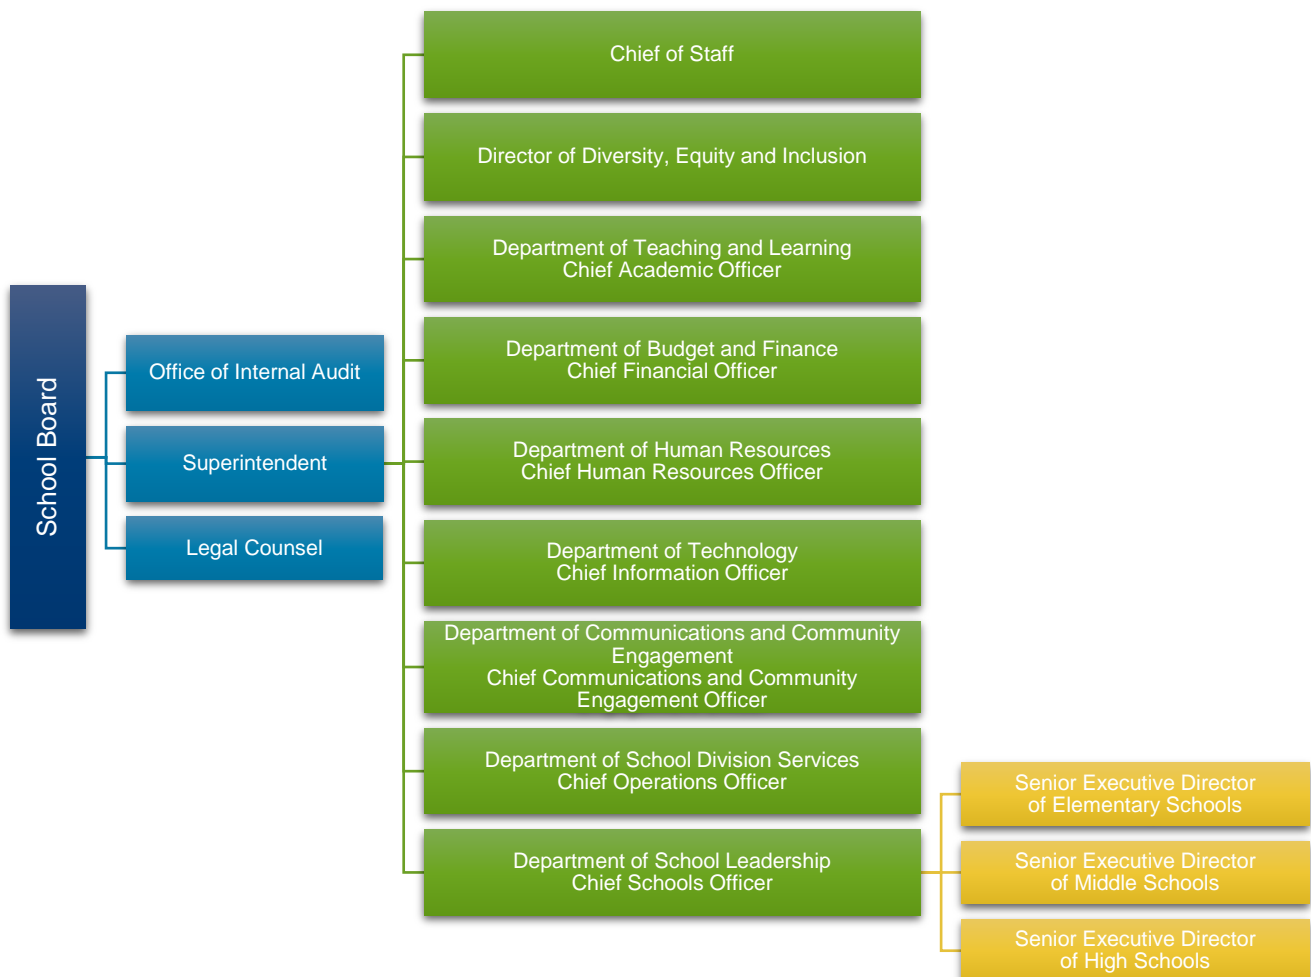 School Board
Office of Internal Audit
Superintendent
Legal Counsel
Chief of Staff
Director of Diversity, Equity and Inclusion
Department of Teaching and Learning
Chief Academic Officer
Department of Budget and Finance
Chief Financial Officer
Department of Human Resources
Chief Human Resources Officer
Department of Technology
Chief Information Officer
Department of Communications and Community
Engagement
Chief Communications and Community
Engagement Officer
Department of School Division Services
Chief Operations Officer
Department of School Leadership
Chief Schools Officer
Senior Executive Director
of Elementary Schools
Senior Executive Director
of Middle Schools
Senior Executive Director
of High Schools